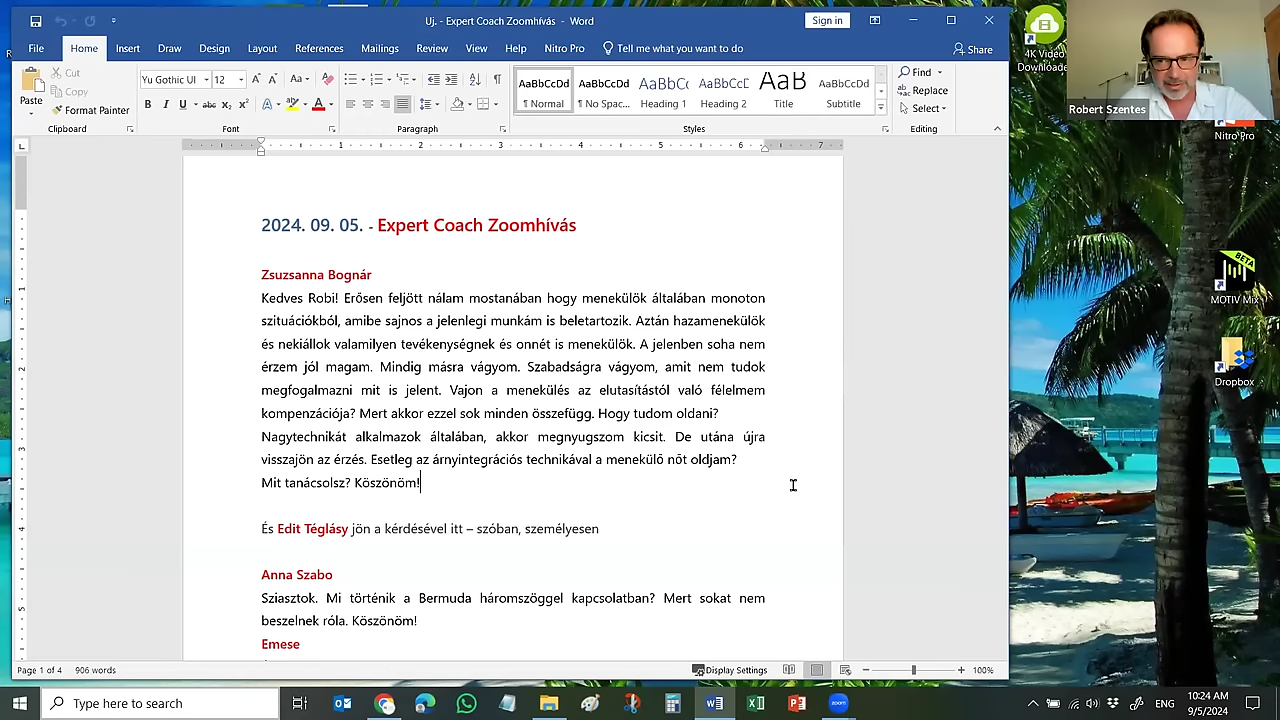 Uj. - Expert Coach Zoomhívás - Word
Sign in
File Home Insert Draw Design Layout References Mailings Review View Help Nitro Pro Tell me what you want to do Share
Paste
Cut
Copy
Format Painter
Clipboard
Yu Gothic UI 12
Font
Paragraph
AaBbCcDd AaBbCcDd AaBbCc AaBbCcC AaB AaBbCcDd
¶ Normal ¶ No Spac... Heading 1 Heading 2 Title Subtitle
Styles
Find
Replace
Select
Editing
1 2 3 4 5 6 7
2024. 09. 05. - Expert Coach Zoomhívás
Zsuzsanna Bognár
Kedves Robi! Erősen feljött nálam mostanában hogy menekülök általában monoton
szituációkból, amibe sajnos a jelenlegi munkám is beletartozik. Aztán hazamenekülök
és nekiállok valamilyen tevékenységnek és onnét is menekülök. A jelenben soha nem
érzem jól magam. Mindig másra vágyom. Szabadságra vágyom, amit nem tudok
megfogalmazni mit is jelent. Vajon a menekülés az elutasítástól való félelmem
kompenzációja? Mert akkor ezzel sok minden összefügg. Hogy tudom oldani?
Nagytechnikát alkalmazok általában, akkor megnyugszom kicsit. De utána újra
visszajön az érzés. Esetleg az árnyintegrációs technikával a menekülő nőt oldjam?
Mit tanácsolsz? Köszönöm!
És Edit Téglásy jön a kérdésével itt – szóban, személyesen
Anna Szabo
Sziasztok. Mi történik a Bermuda háromszöggel kapcsolatban? Mert sokat nem
beszelnek róla. Köszönöm!
Emese
Page 1 of 4 906 words
Display Settings
100%
4K Video
Downloade
Robert Szentes
Nitro Pro
BETA
MOTIV Mix
Dropbox
Type here to search
ENG
10:24 AM
9/5/2024